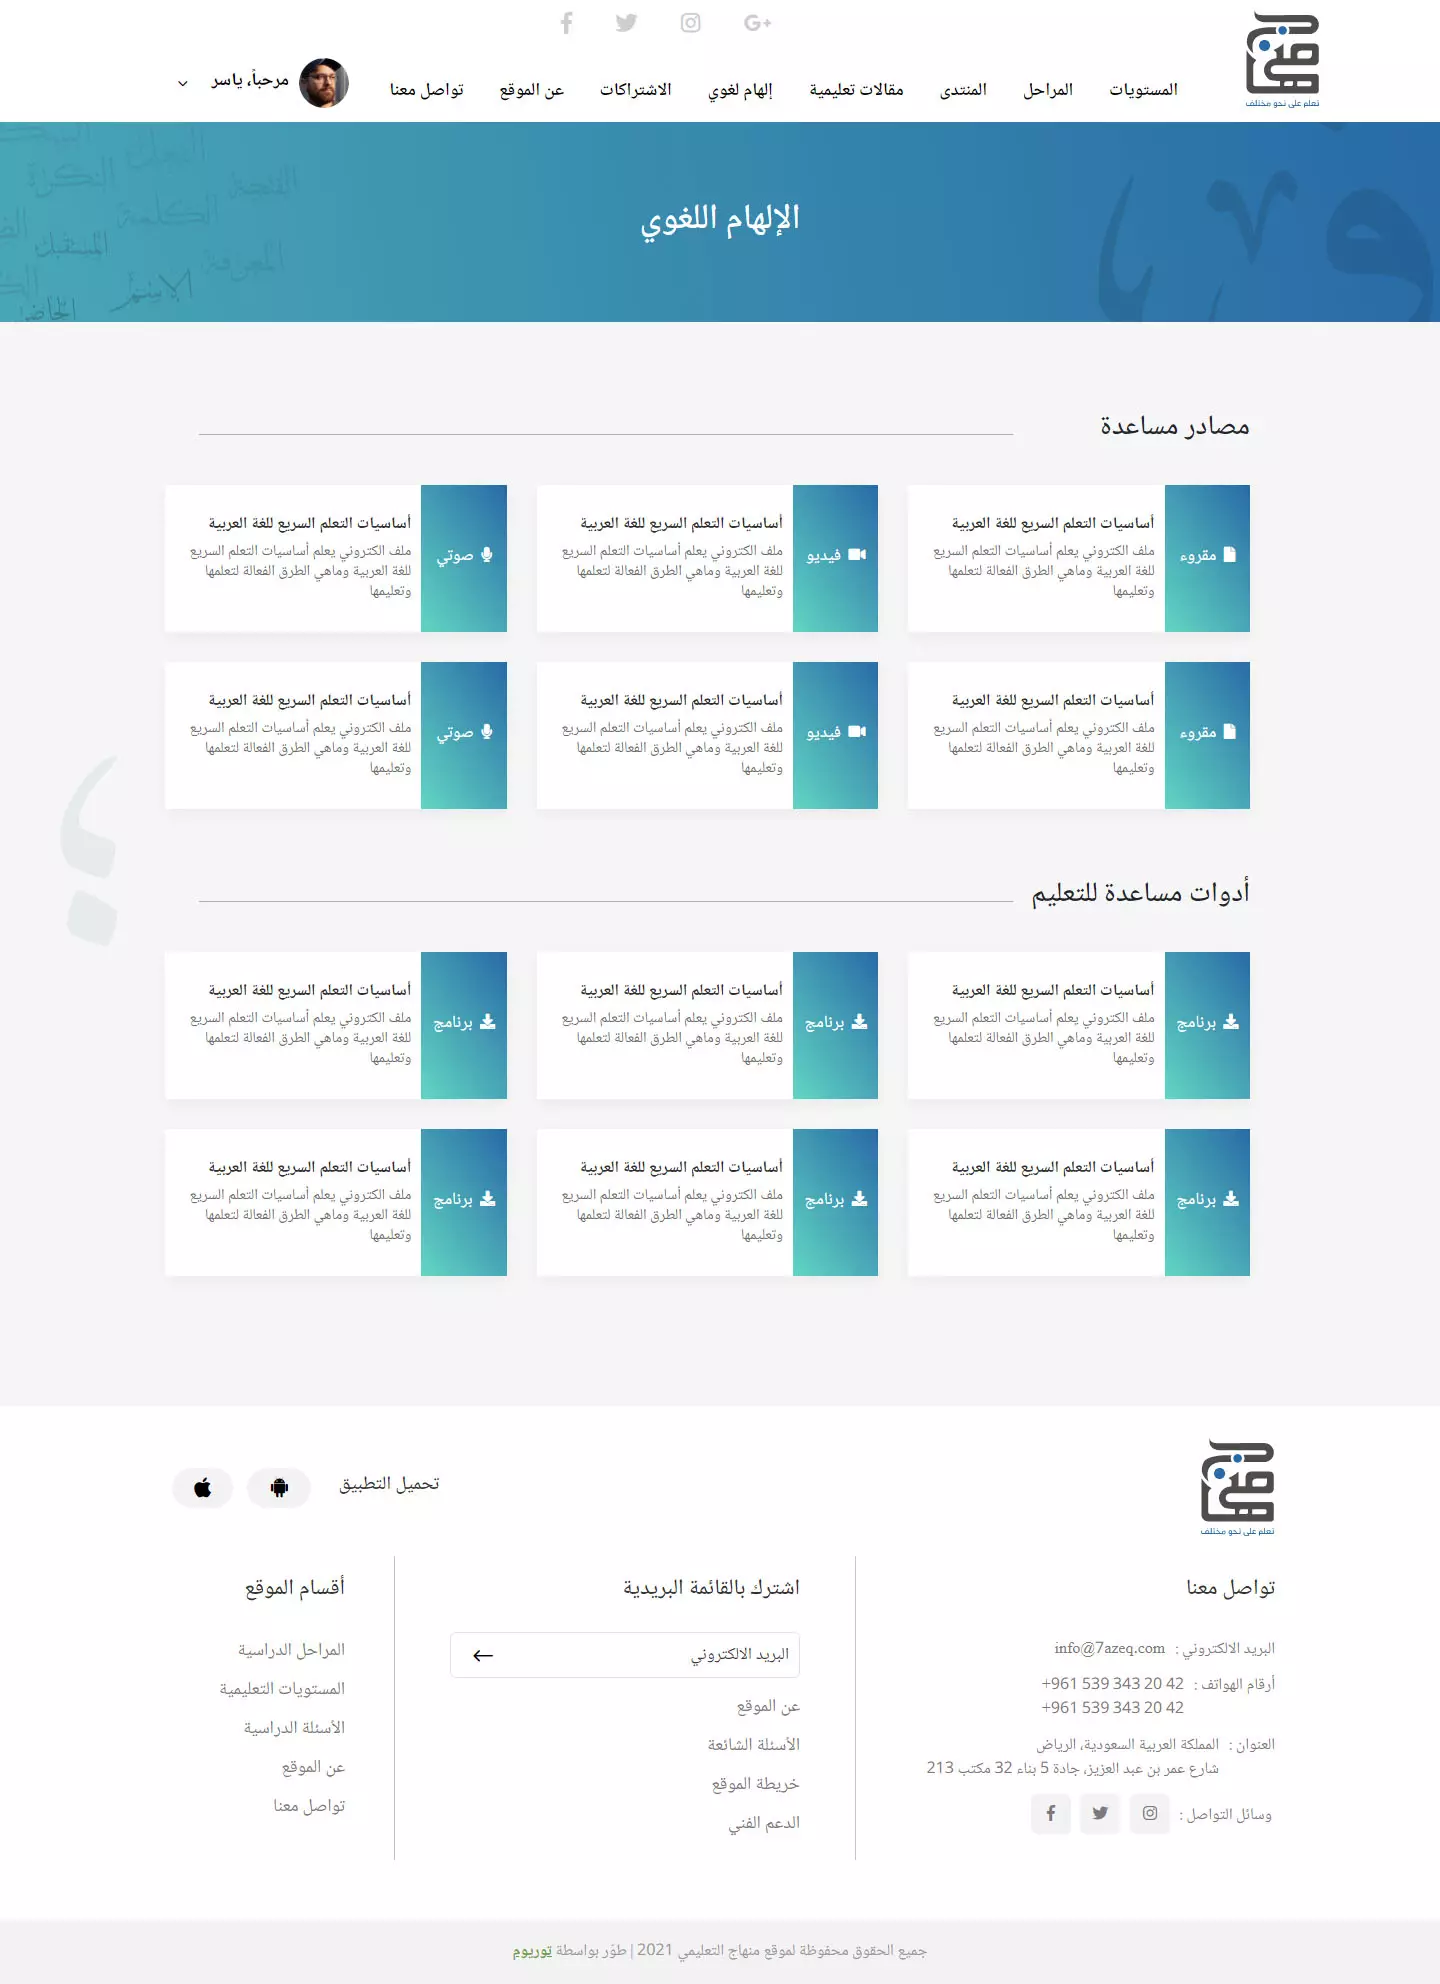 منهاج
تعلم على نحو مختلف
المستويات
المراحل
المنتدى
مقالات تعليمية
إلهام لغوي
الاشتراكات
عن الموقع
تواصل معنا
مرحباً، ياسر
الإلهام اللغوي
التعلم
النكرة
الفتحة
الكلمة
المستقبل
المعرفة
الاسم
الحاضر
مصادر مساعدة
مقروء
أساسيات التعلم السريع للغة العربية
ملف الكتروني يعلم أساسيات التعلم السريع
للغة العربية وماهي الطرق الفعالة لتعلمها
وتعليمها
فيديو
أساسيات التعلم السريع للغة العربية
ملف الكتروني يعلم أساسيات التعلم السريع
للغة العربية وماهي الطرق الفعالة لتعلمها
وتعليمها
صوتي
أساسيات التعلم السريع للغة العربية
ملف الكتروني يعلم أساسيات التعلم السريع
للغة العربية وماهي الطرق الفعالة لتعلمها
وتعليمها
مقروء
أساسيات التعلم السريع للغة العربية
ملف الكتروني يعلم أساسيات التعلم السريع
للغة العربية وماهي الطرق الفعالة لتعلمها
وتعليمها
فيديو
أساسيات التعلم السريع للغة العربية
ملف الكتروني يعلم أساسيات التعلم السريع
للغة العربية وماهي الطرق الفعالة لتعلمها
وتعليمها
صوتي
أساسيات التعلم السريع للغة العربية
ملف الكتروني يعلم أساسيات التعلم السريع
للغة العربية وماهي الطرق الفعالة لتعلمها
وتعليمها
أدوات مساعدة للتعليم
برنامج
أساسيات التعلم السريع للغة العربية
ملف الكتروني يعلم أساسيات التعلم السريع
للغة العربية وماهي الطرق الفعالة لتعلمها
وتعليمها
برنامج
أساسيات التعلم السريع للغة العربية
ملف الكتروني يعلم أساسيات التعلم السريع
للغة العربية وماهي الطرق الفعالة لتعلمها
وتعليمها
برنامج
أساسيات التعلم السريع للغة العربية
ملف الكتروني يعلم أساسيات التعلم السريع
للغة العربية وماهي الطرق الفعالة لتعلمها
وتعليمها
برنامج
أساسيات التعلم السريع للغة العربية
ملف الكتروني يعلم أساسيات التعلم السريع
للغة العربية وماهي الطرق الفعالة لتعلمها
وتعليمها
برنامج
أساسيات التعلم السريع للغة العربية
ملف الكتروني يعلم أساسيات التعلم السريع
للغة العربية وماهي الطرق الفعالة لتعلمها
وتعليمها
برنامج
أساسيات التعلم السريع للغة العربية
ملف الكتروني يعلم أساسيات التعلم السريع
للغة العربية وماهي الطرق الفعالة لتعلمها
وتعليمها
منهاج
تعلم على نحو مختلف
تحميل التطبيق
تواصل معنا
البريد الالكتروني : info@7azeq.com
أرقام الهواتف : +961 539 343 20 42
+961 539 343 20 42
العنوان : المملكة العربية السعودية، الرياض
شارع عمر بن عبد العزيز، جادة 5 بناء 32 مكتب 213
وسائل التواصل :
اشترك بالقائمة البريدية
البريد الالكتروني
عن الموقع
الأسئلة الشائعة
خريطة الموقع
الدعم الفني
أقسام الموقع
المراحل الدراسية
المستويات التعليمية
الأسئلة الدراسية
عن الموقع
تواصل معنا
جميع الحقوق محفوظة لموقع منهاج التعليمي 2021 | طوّر بواسطة توريوم